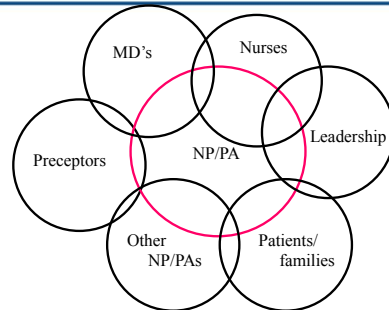 MD's
Nurses
Leadership
Preceptors
NP/PA
Other
NP/PAs
Patients/
families